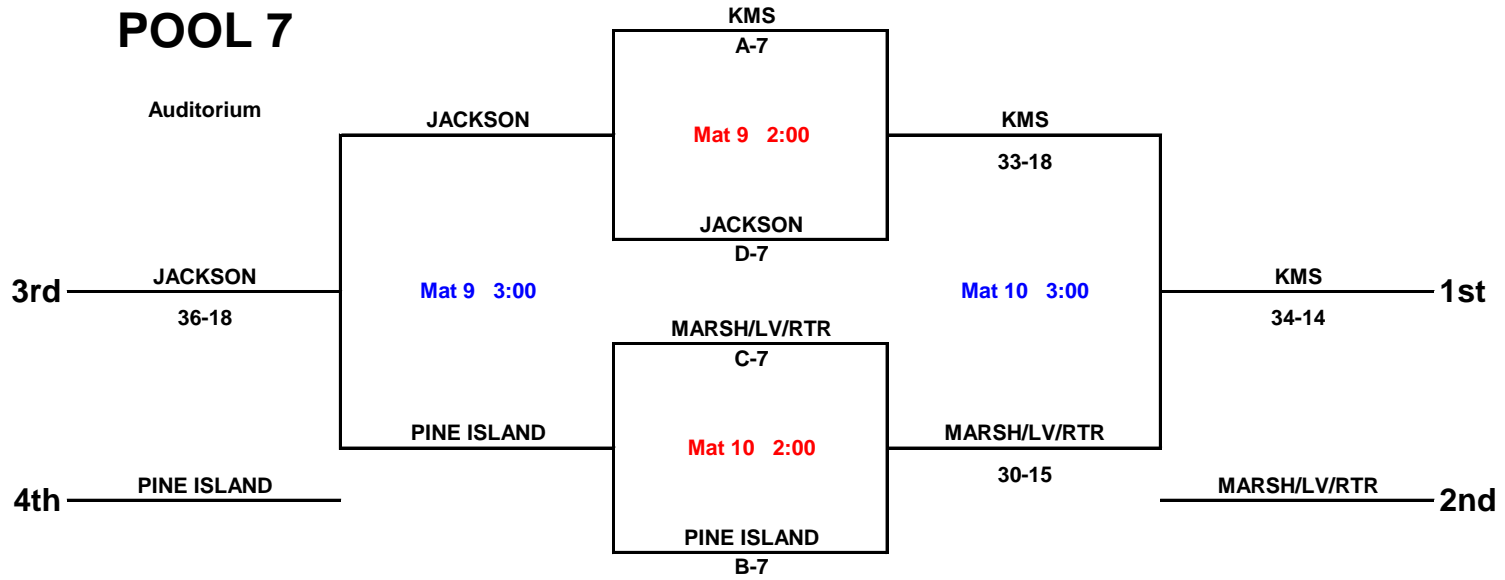 POOL 7
KMS
A-7
Auditorium
JACKSON
Mat 9 2:00
KMS
33-18
JACKSON
D-7
3rd
JACKSON
36-18
Mat 9 3:00
Mat 10 3:00
KMS
34-14
1st
MARSH/LV/RTR
C-7
PINE ISLAND
Mat 10 2:00
MARSH/LV/RTR
30-15
4th
PINE ISLAND
MARSH/LV/RTR
2nd
PINE ISLAND
B-7